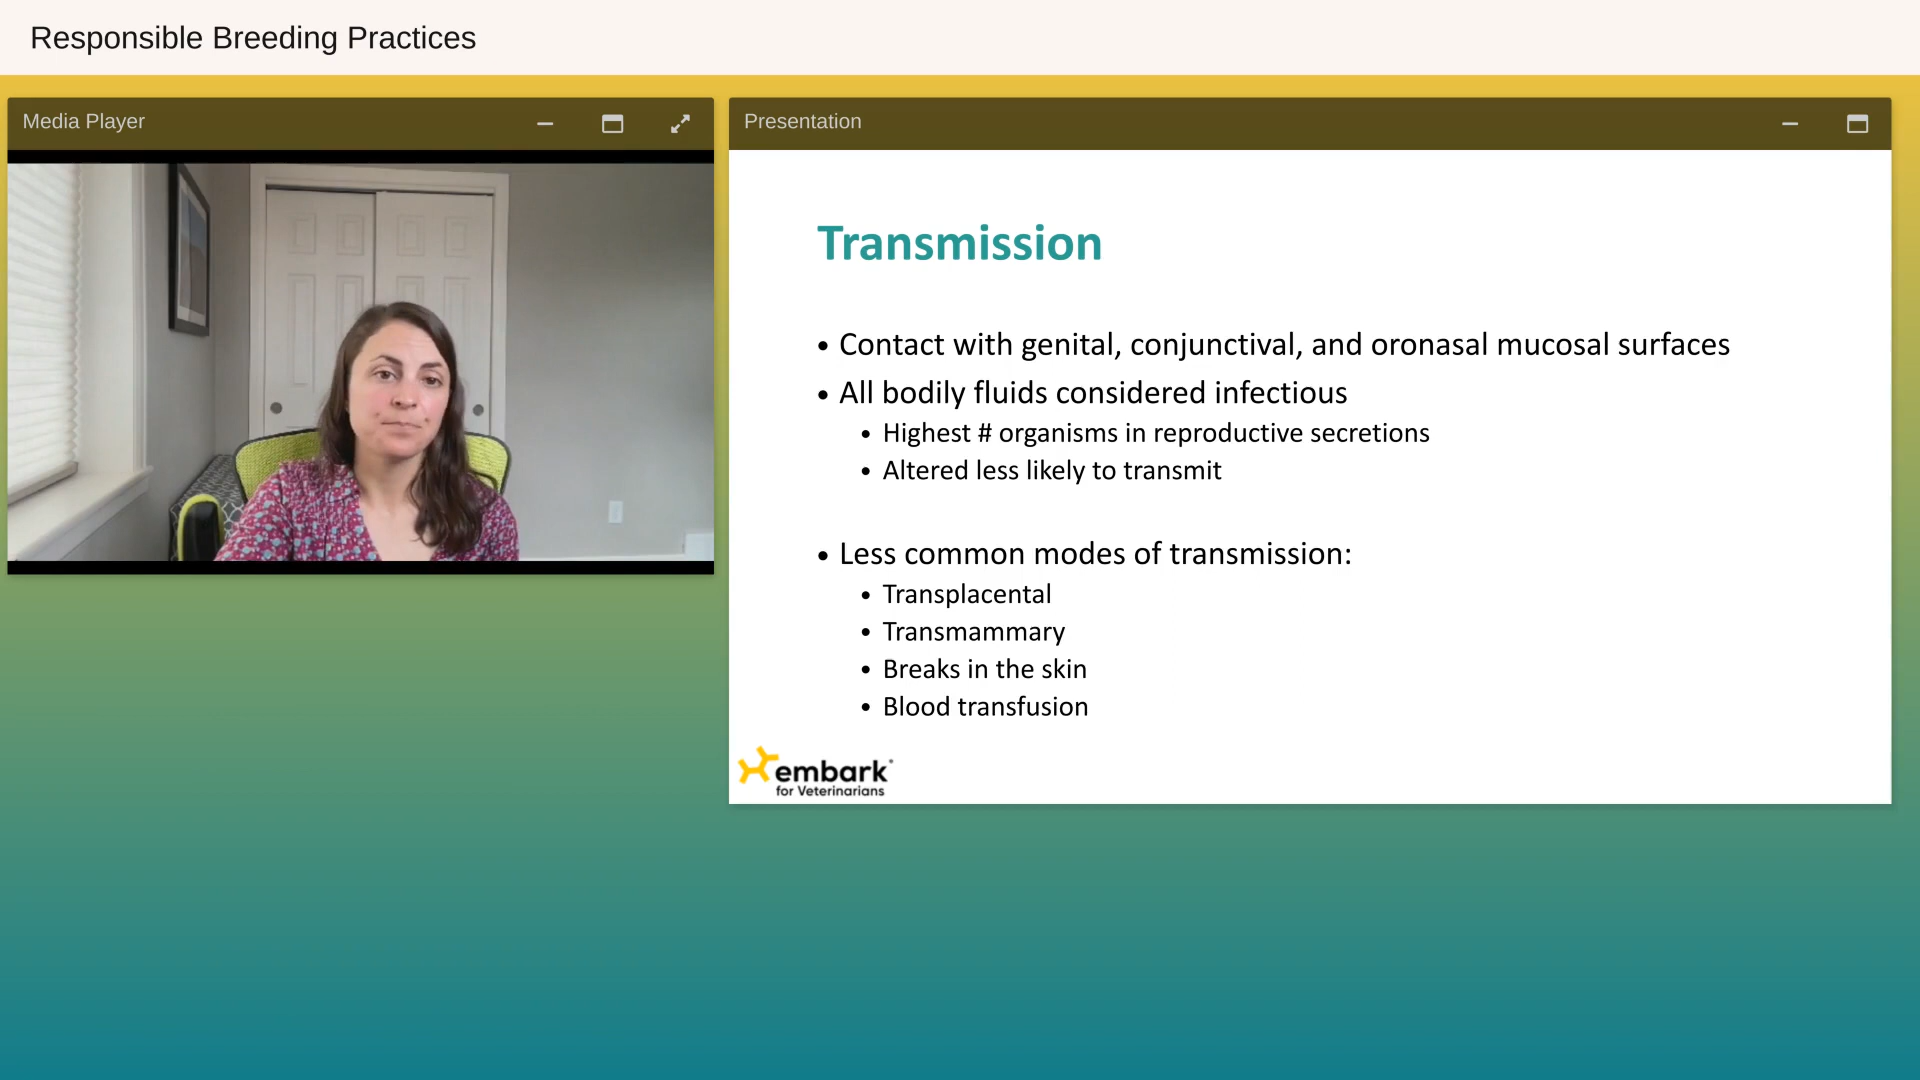 Responsible Breeding Practices
Media Player
Presentation
Transmission
• Contact with genital, conjunctival, and oronasal mucosal surfaces
• All bodily fluids considered infectious
• Highest # organisms in reproductive secretions
• Altered less likely to transmit
• Less common modes of transmission:
• Transplacental
• Transmammary
• Breaks in the skin
• Blood transfusion
embark
for Veterinarians